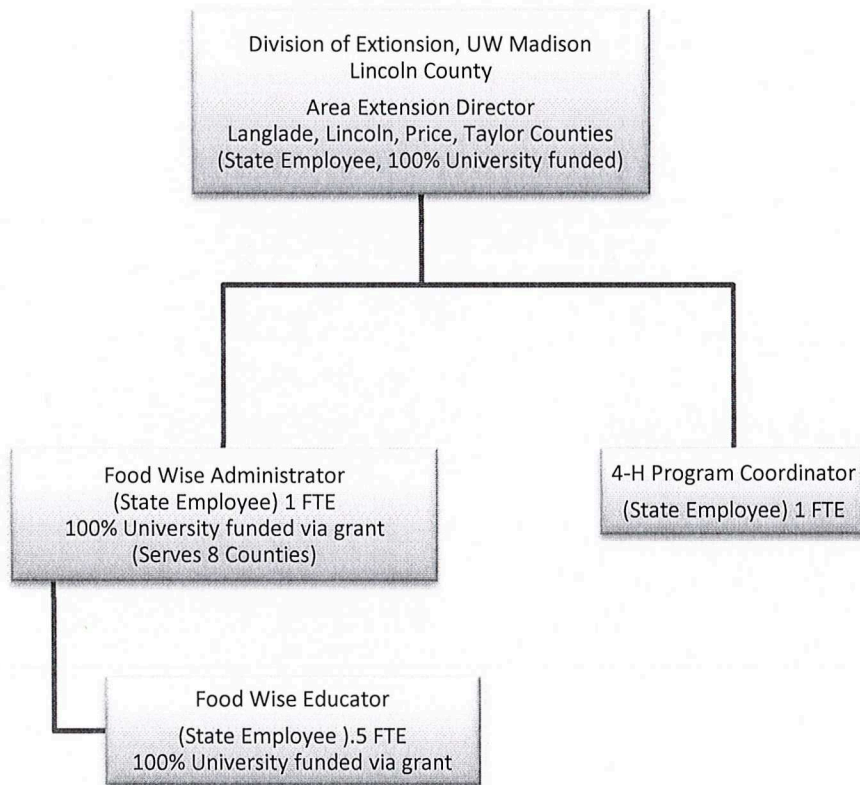 Division of Extionsion, UW Madison
Lincoln County
Area Extension Director
Langlade, Lincoln, Price, Taylor Counties
(State Employee, 100% University funded)
Food Wise Administrator
(State Employee) 1 FTE
100% University funded via grant
(Serves 8 Counties)
4-H Program Coordinator
(State Employee) 1 FTE
Food Wise Educator
(State Employee ).5 FTE
100% University funded via grant